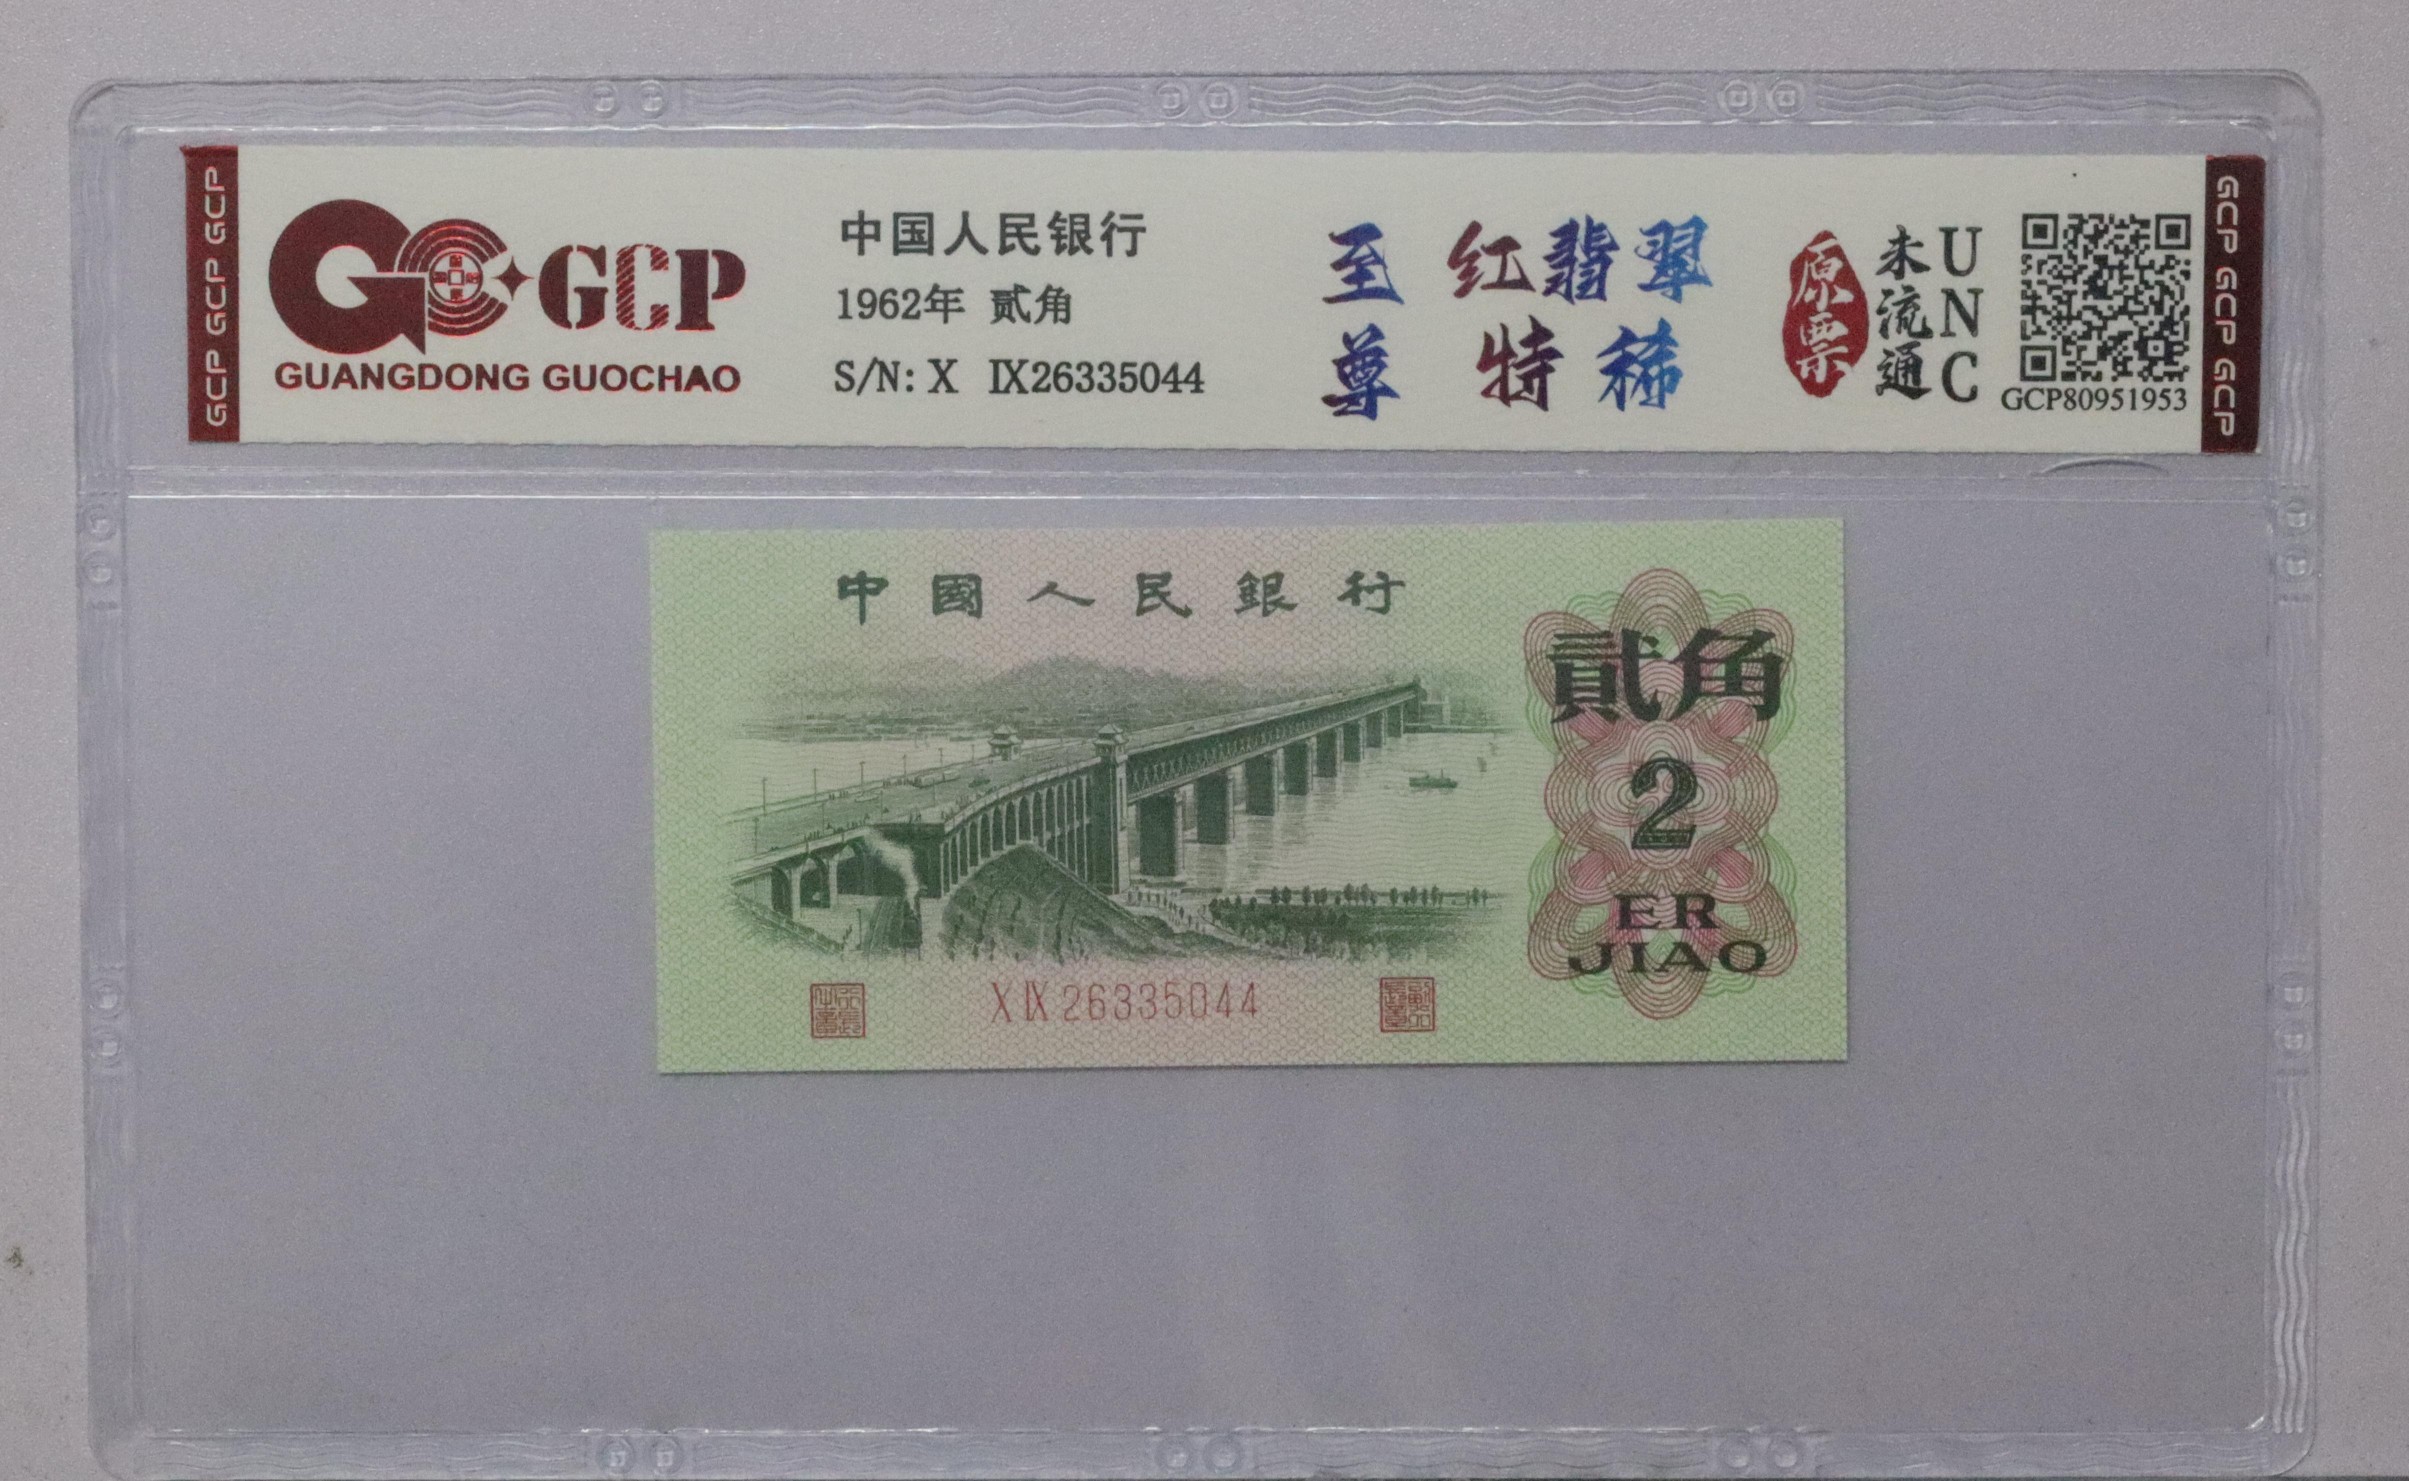 GCP GCP GCP
GCP
GUANGDONG GUOCHAO
中国人民银行
1962年 贰角
S/N: X IX26335044
至尊
红翡翠
特稀
原票
未流通
UNC
GCP80951953
GCP GCP GCP
中國人民銀行
貳角
2
ER
JIAO
X IX 26335044